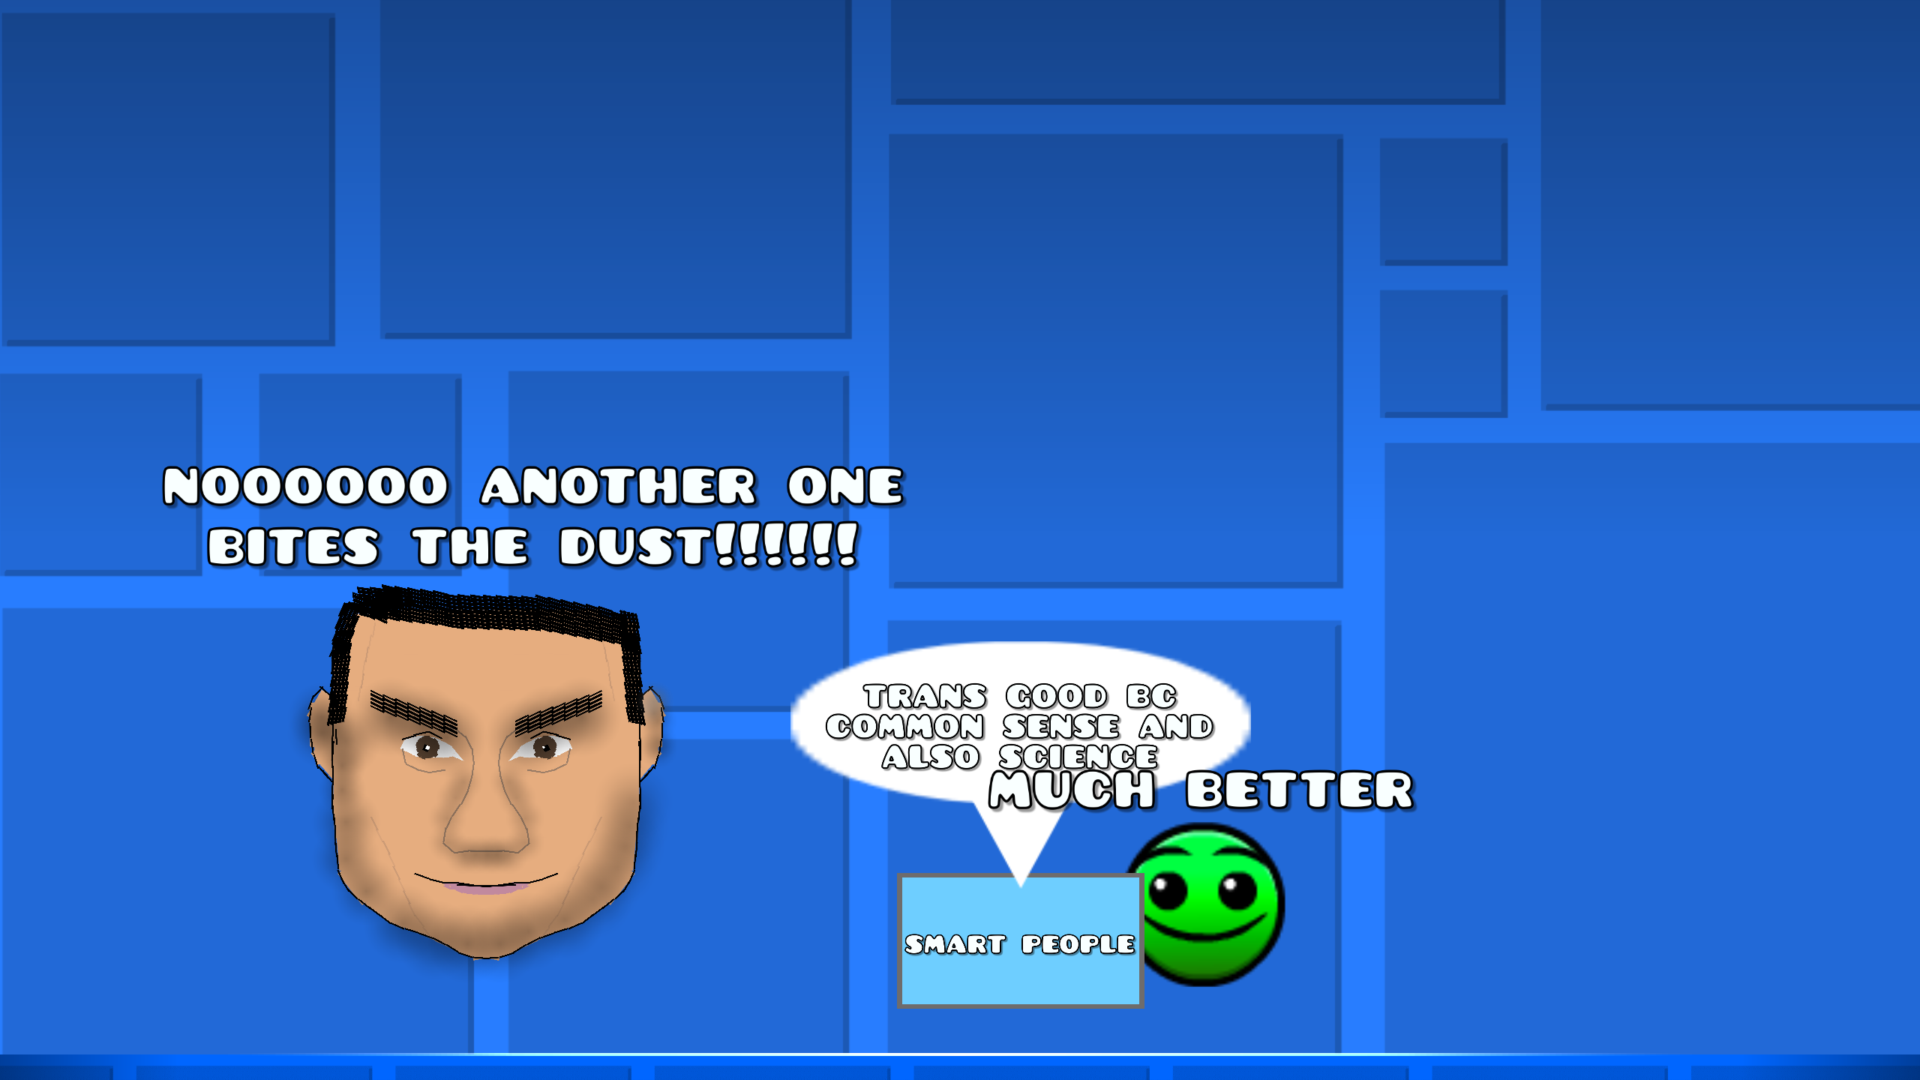 NOOOOOO ANOTHER ONE
BITES THE DUST!!!!!!
TRANS GOOD BC
COMMON SENSE AND
ALSO SCIENCE
MUCH BETTER
SMART PEOPLE